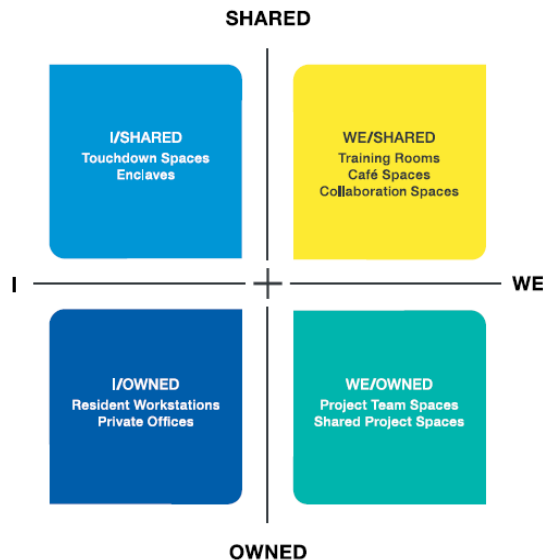 SHARED
I/SHARED
Touchdown Spaces
Enclaves
WE/SHARED
Training Rooms
Café Spaces
Collaboration Spaces
I
WE
I/OWNED
Resident Workstations
Private Offices
WE/OWNED
Project Team Spaces
Shared Project Spaces
OWNED